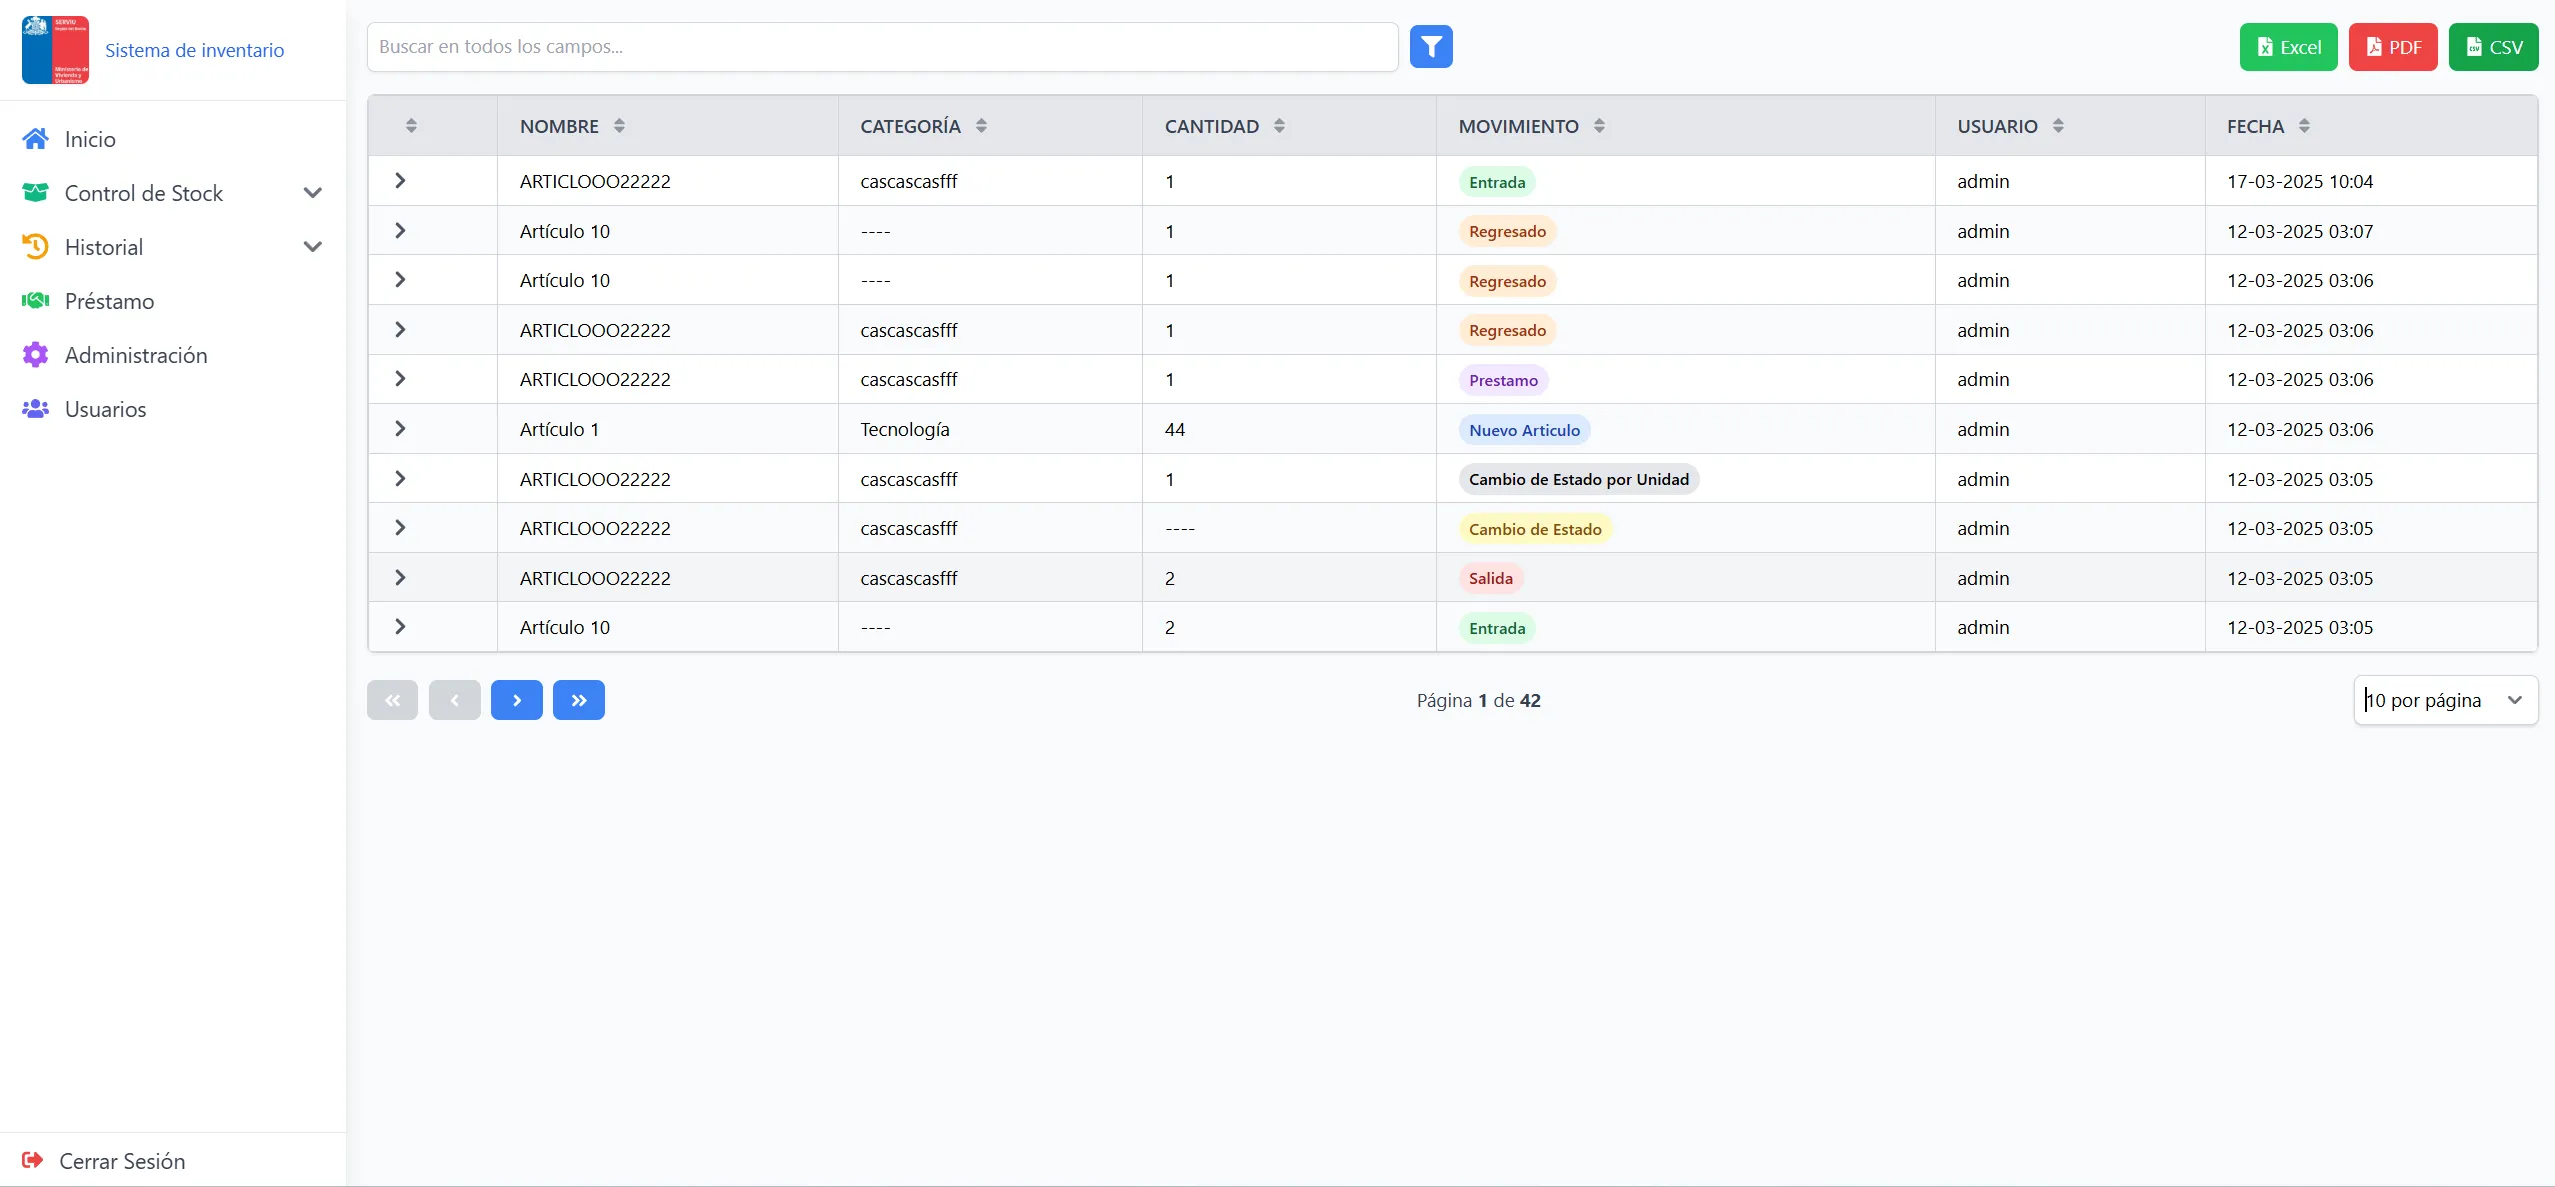 SERVIU
Ministerio de
Vivienda y
Urbanismo
Sistema de inventario
Inicio
Control de Stock
Historial
Préstamo
Administración
Usuarios
Cerrar Sesión
Buscar en todos los campos...
Excel PDF CSV
NOMBRE CATEGORÍA CANTIDAD MOVIMIENTO USUARIO FECHA
ARTICLOOO22222 cascascasfff 1 Entrada admin 17-03-2025 10:04
Artículo 10 ---- 1 Regresado admin 12-03-2025 03:07
Artículo 10 ---- 1 Regresado admin 12-03-2025 03:06
ARTICLOOO22222 cascascasfff 1 Regresado admin 12-03-2025 03:06
ARTICLOOO22222 cascascasfff 1 Prestamo admin 12-03-2025 03:06
Artículo 1 Tecnología 44 Nuevo Articulo admin 12-03-2025 03:06
ARTICLOOO22222 cascascasfff 1 Cambio de Estado por Unidad admin 12-03-2025 03:05
ARTICLOOO22222 cascascasfff ---- Cambio de Estado admin 12-03-2025 03:05
ARTICLOOO22222 cascascasfff 2 Salida admin 12-03-2025 03:05
Artículo 10 ---- 2 Entrada admin 12-03-2025 03:05
Página 1 de 42
10 por página